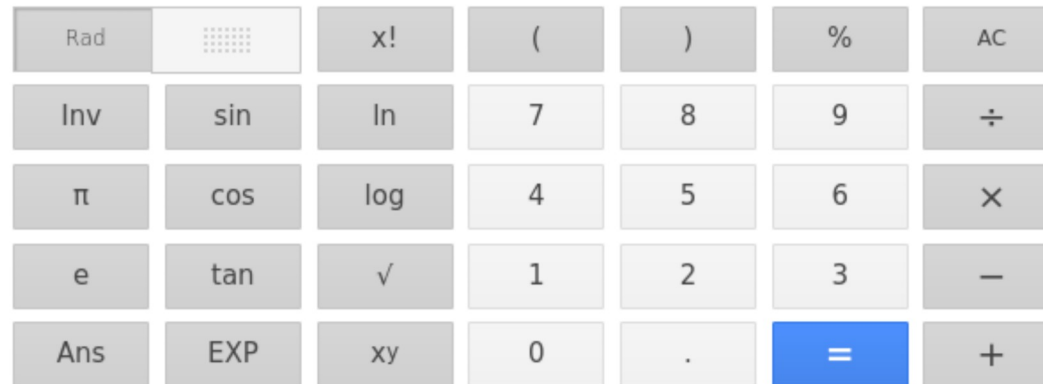 Rad x! ( ) % AC
Inv sin ln 7 8 9 ÷
π cos log 4 5 6 ×
e tan √ 1 2 3 −
Ans EXP xy 0 . = +